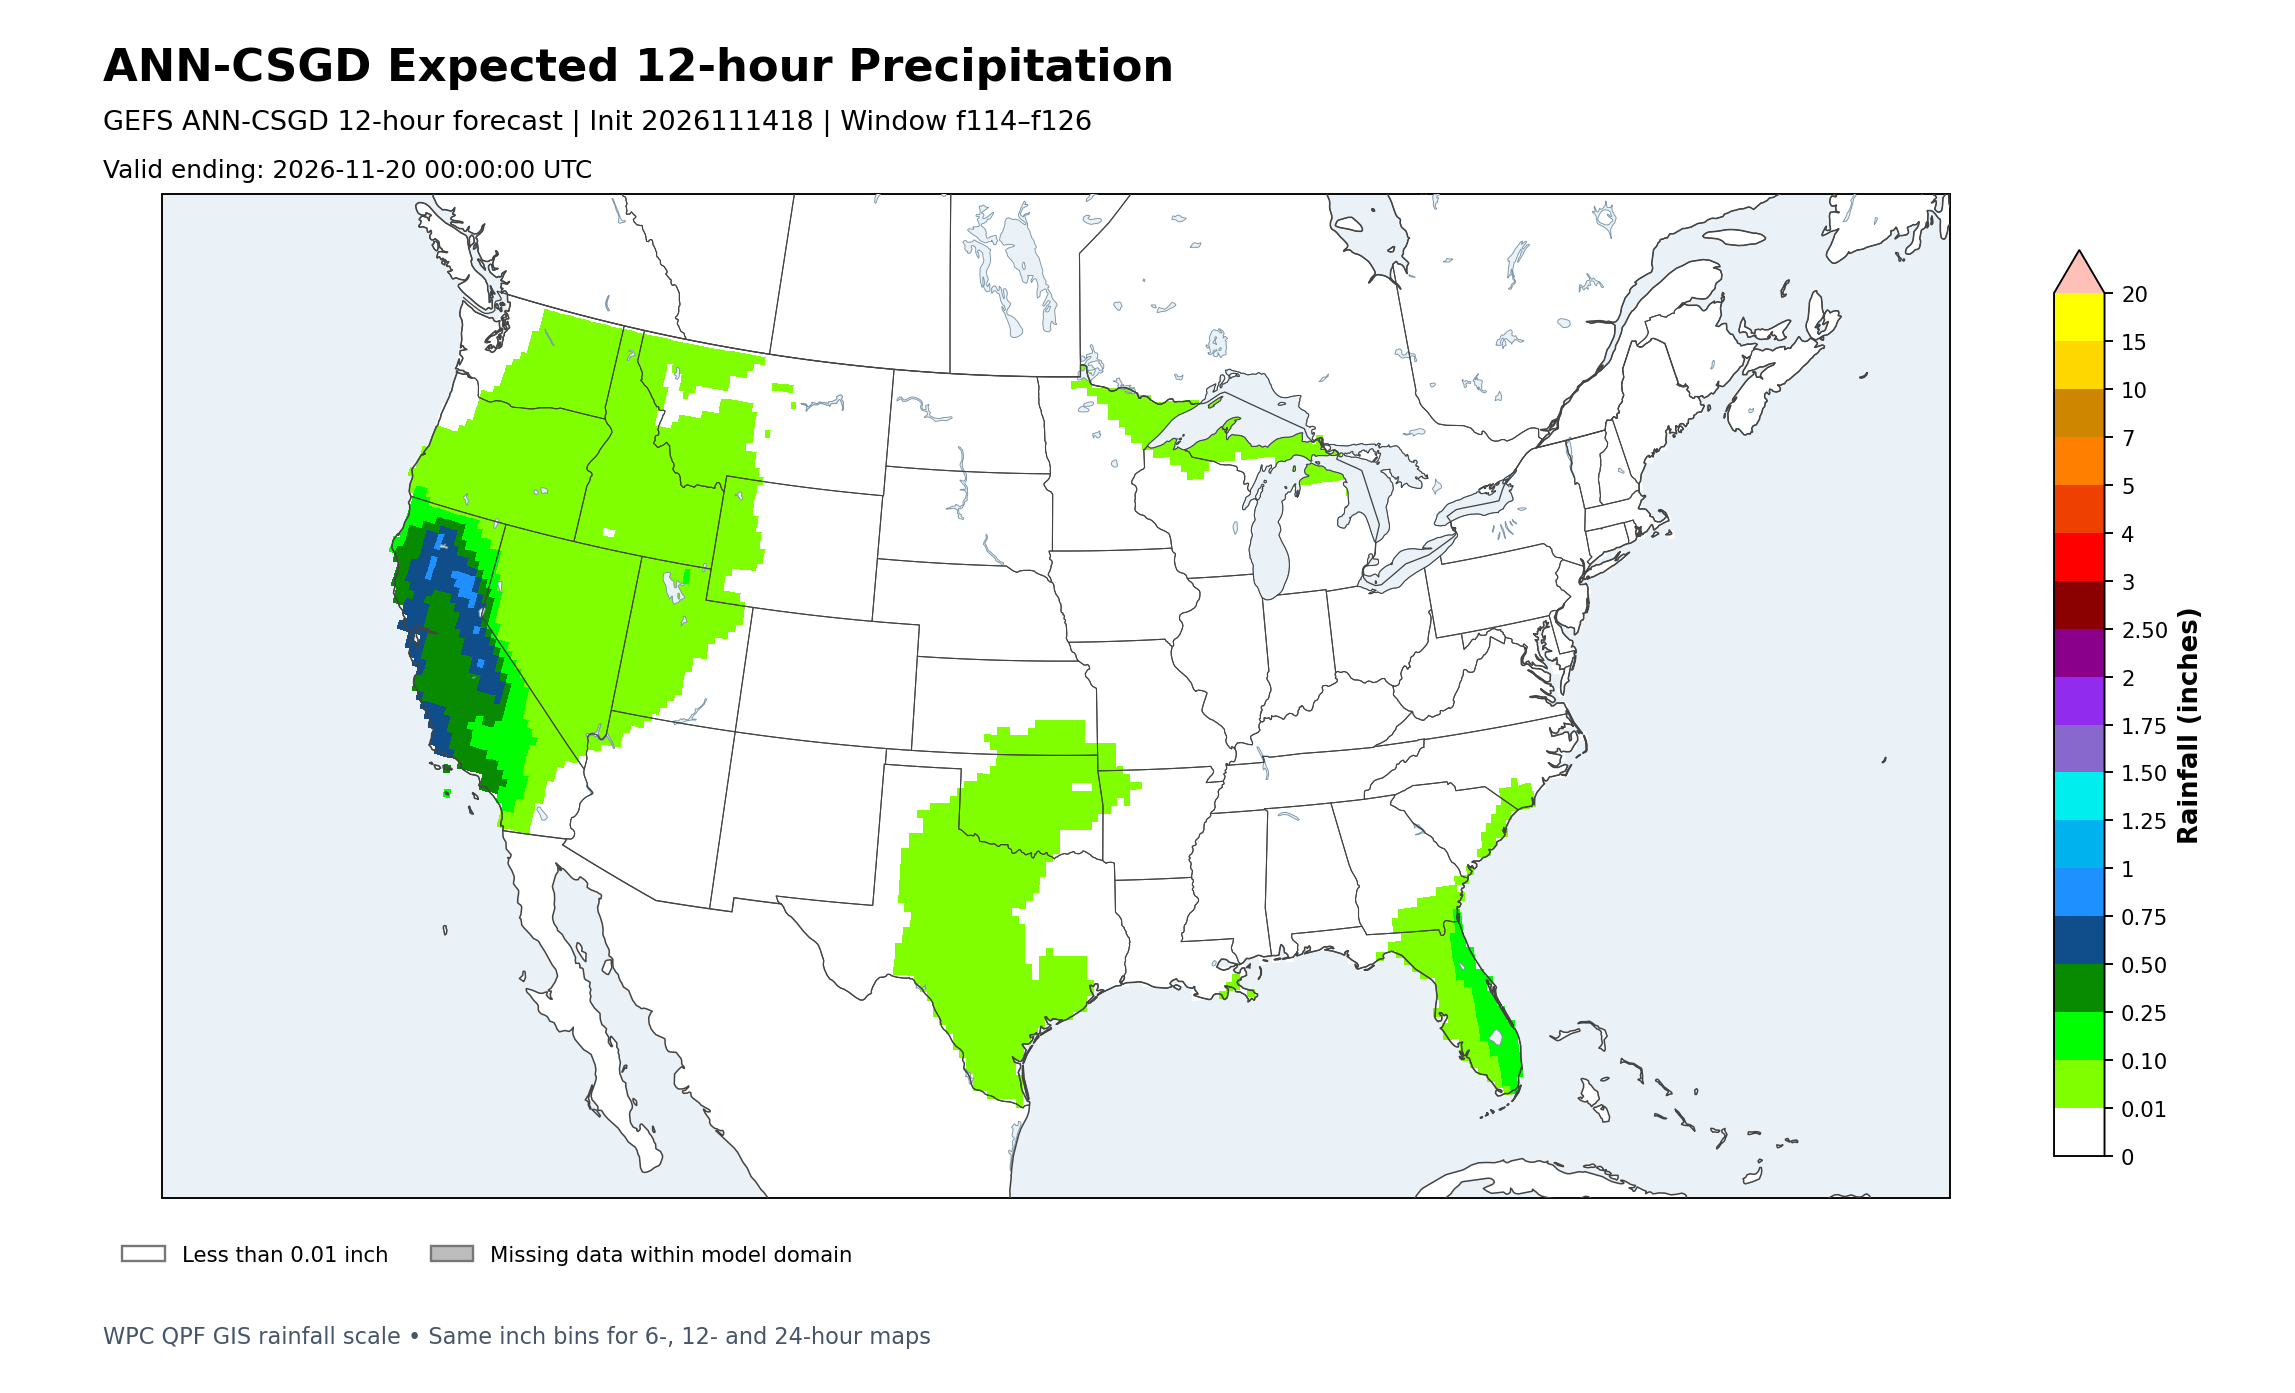 ANN-CSGD Expected 12-hour Precipitation
GEFS ANN-CSGD 12-hour forecast | Init 2026111418 | Window f114–f126
Valid ending: 2026-11-20 00:00:00 UTC
20
15
10
7
5
4
3
2.50
2
1.75
1.50
1.25
1
0.75
0.50
0.25
0.10
0.01
0
Rainfall (inches)
Less than 0.01 inch
Missing data within model domain
WPC QPF GIS rainfall scale • Same inch bins for 6-, 12- and 24-hour maps